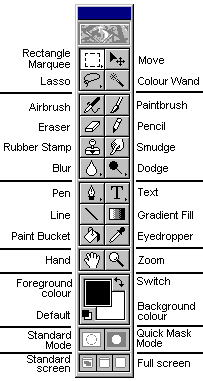 Rectangle Marquee
Move
Lasso
Colour Wand
Airbrush
Paintbrush
Eraser
Pencil
Rubber Stamp
Smudge
Blur
Dodge
Pen
Text
T
Line
Gradient Fill
Paint Bucket
Eyedropper
Hand
Zoom
Foreground colour
Switch
Default
Background colour
Standard Mode
Quick Mask Mode
Standard screen
Full screen